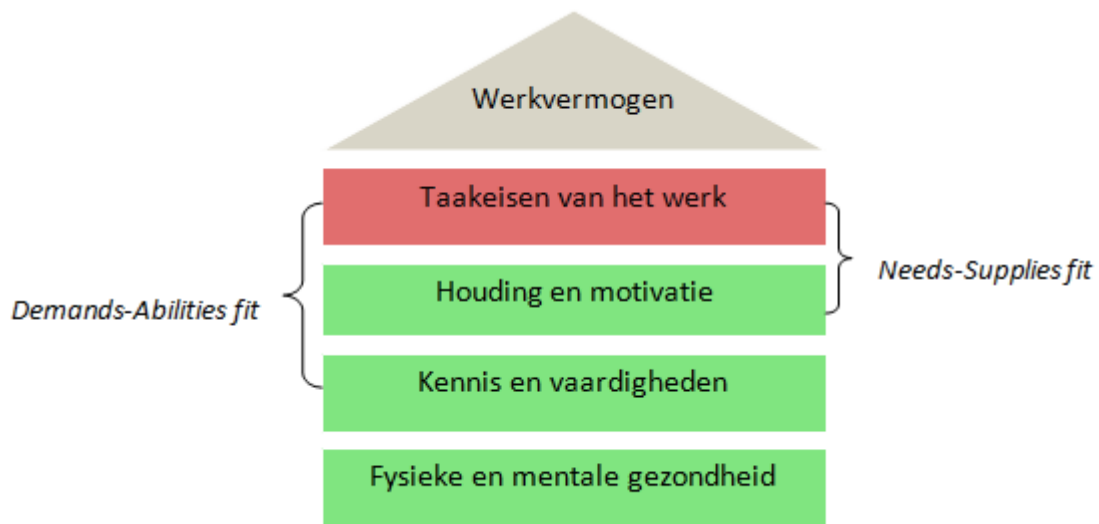 Werkvermogen
Taakeisen van het werk
Needs-Supplies fit
Houding en motivatie
Demands-Abilities fit
Kennis en vaardigheden
Fysieke en mentale gezondheid